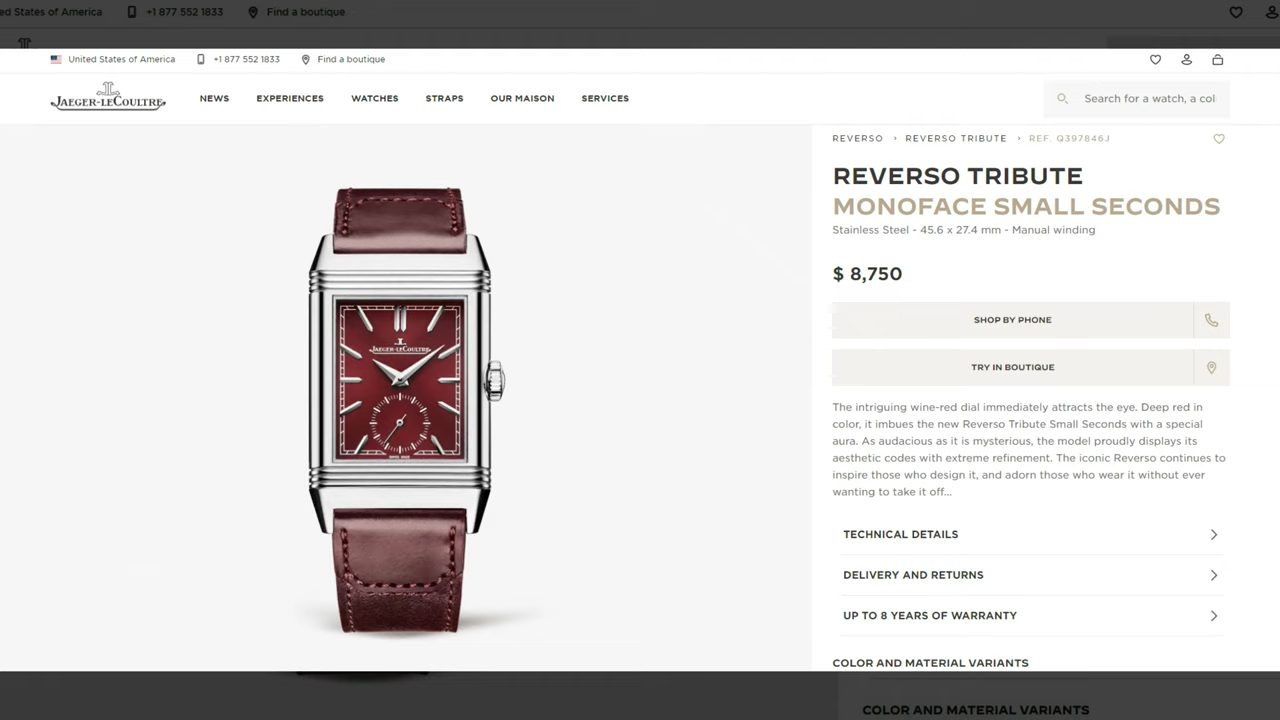 ed States of America +1 877 552 1833 Find a boutique
United States of America +1 877 552 1833 Find a boutique
JAEGER-LECOULTRE NEWS EXPERIENCES WATCHES STRAPS OUR MAISON SERVICES Search for a watch, a col
REVERSO > REVERSO TRIBUTE > REF. Q397846J
REVERSO TRIBUTE
MONOFACE SMALL SECONDS
Stainless Steel - 45.6 x 27.4 mm - Manual winding
$ 8,750
SHOP BY PHONE
JAEGER-LECOULTRE
TRY IN BOUTIQUE
The intriguing wine-red dial immediately attracts the eye. Deep red in
color, it imbues the new Reverso Tribute Small Seconds with a special
aura. As audacious as it is mysterious, the model proudly displays its
aesthetic codes with extreme refinement. The iconic Reverso continues to
inspire those who design it, and adorn those who wear it without ever
wanting to take it off...
TECHNICAL DETAILS
DELIVERY AND RETURNS
UP TO 8 YEARS OF WARRANTY
COLOR AND MATERIAL VARIANTS
COLOR AND MATERIAL VARIANTS